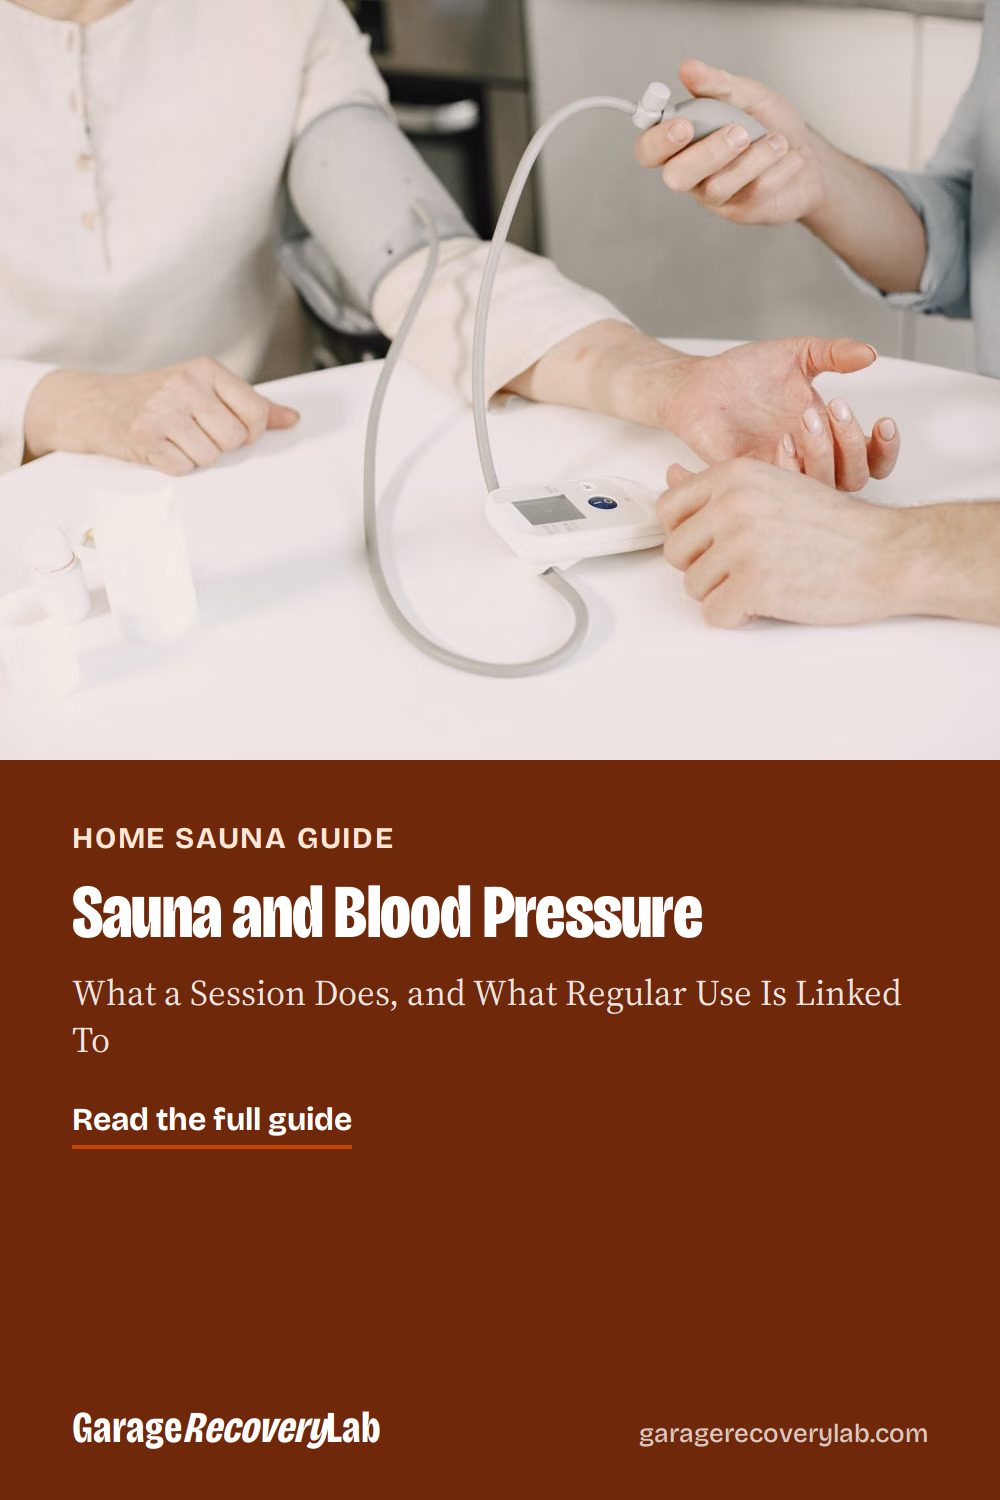 HOME SAUNA GUIDE
Sauna and Blood Pressure
What a Session Does, and What Regular Use Is Linked
To
Read the full guide
GarageRecoveryLab
garagerecoverylab.com